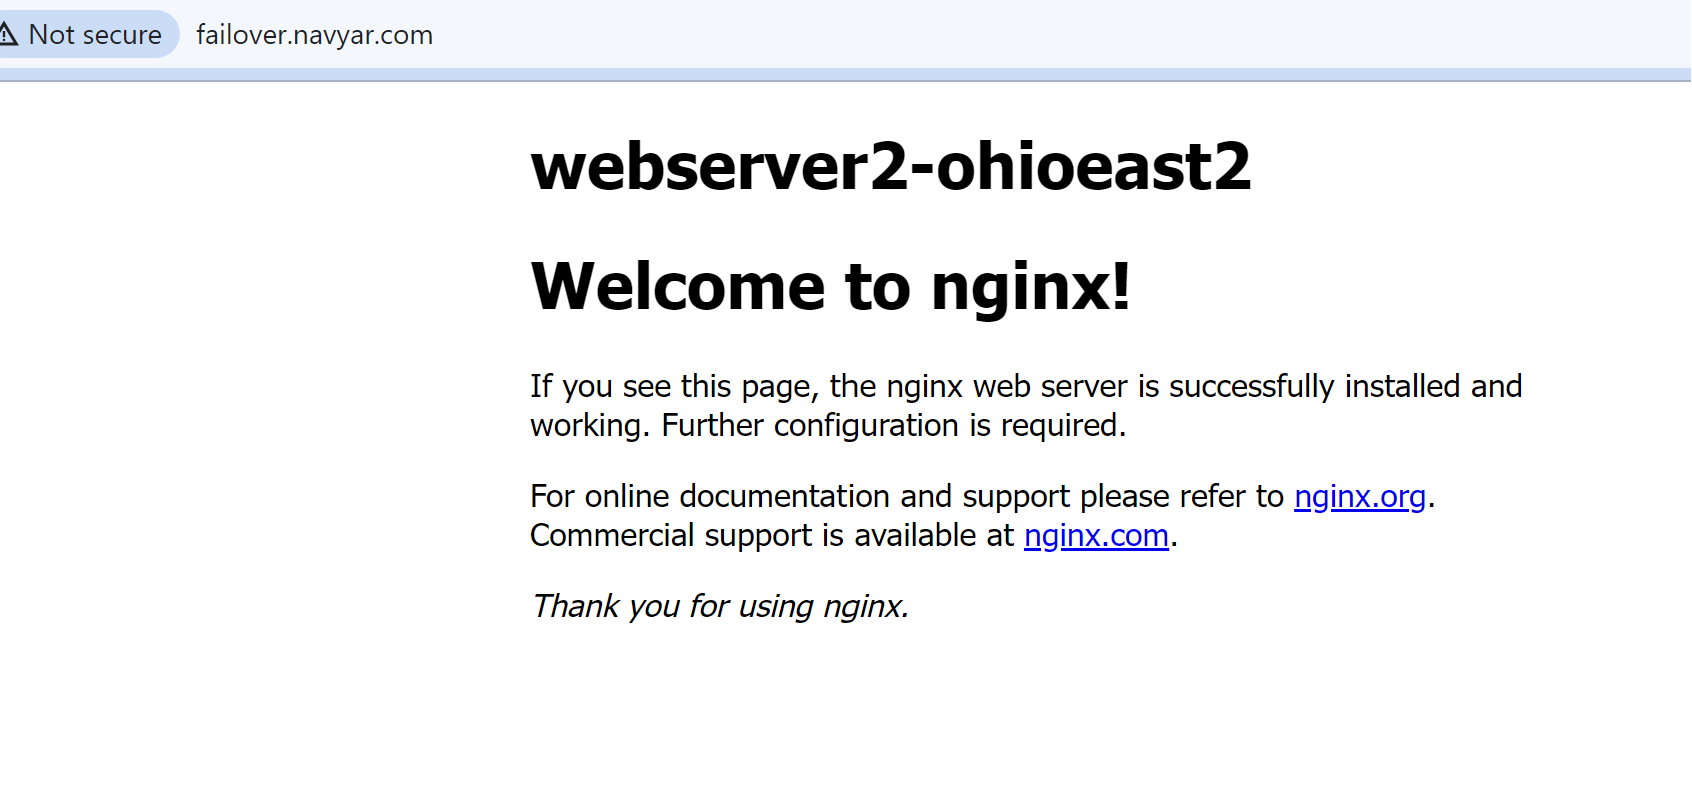 Not secure failover.navyar.com
webserver2-ohioeast2
Welcome to nginx!
If you see this page, the nginx web server is successfully installed and
working. Further configuration is required.
For online documentation and support please refer to nginx.org.
Commercial support is available at nginx.com.
Thank you for using nginx.